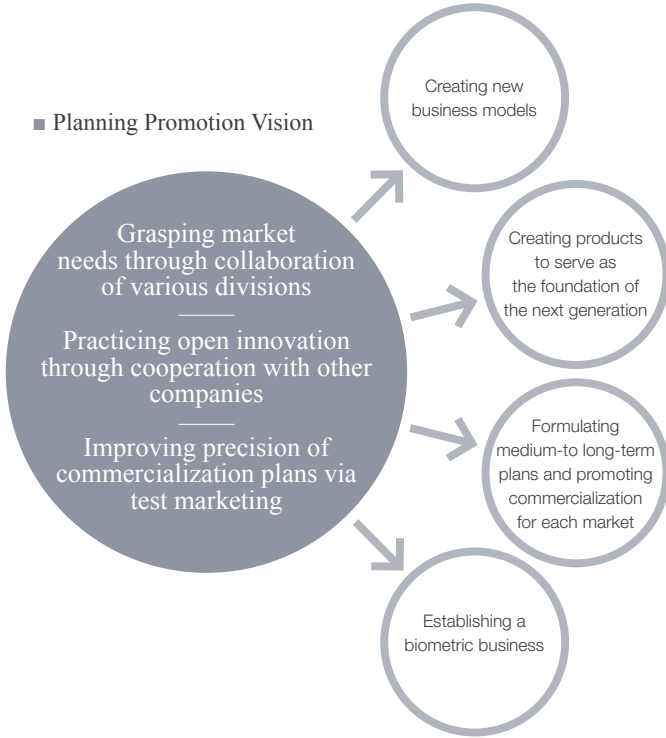 ■ Planning Promotion Vision
Grasping market
needs through collaboration
of various divisions
Practicing open innovation
through cooperation with other
companies
Improving precision of
commercialization plans via
test marketing
Creating new
business models
Creating products
to serve as
the foundation of
the next generation
Formulating
medium-to long-term
plans and promoting
commercialization
for each market
Establishing a
biometric business